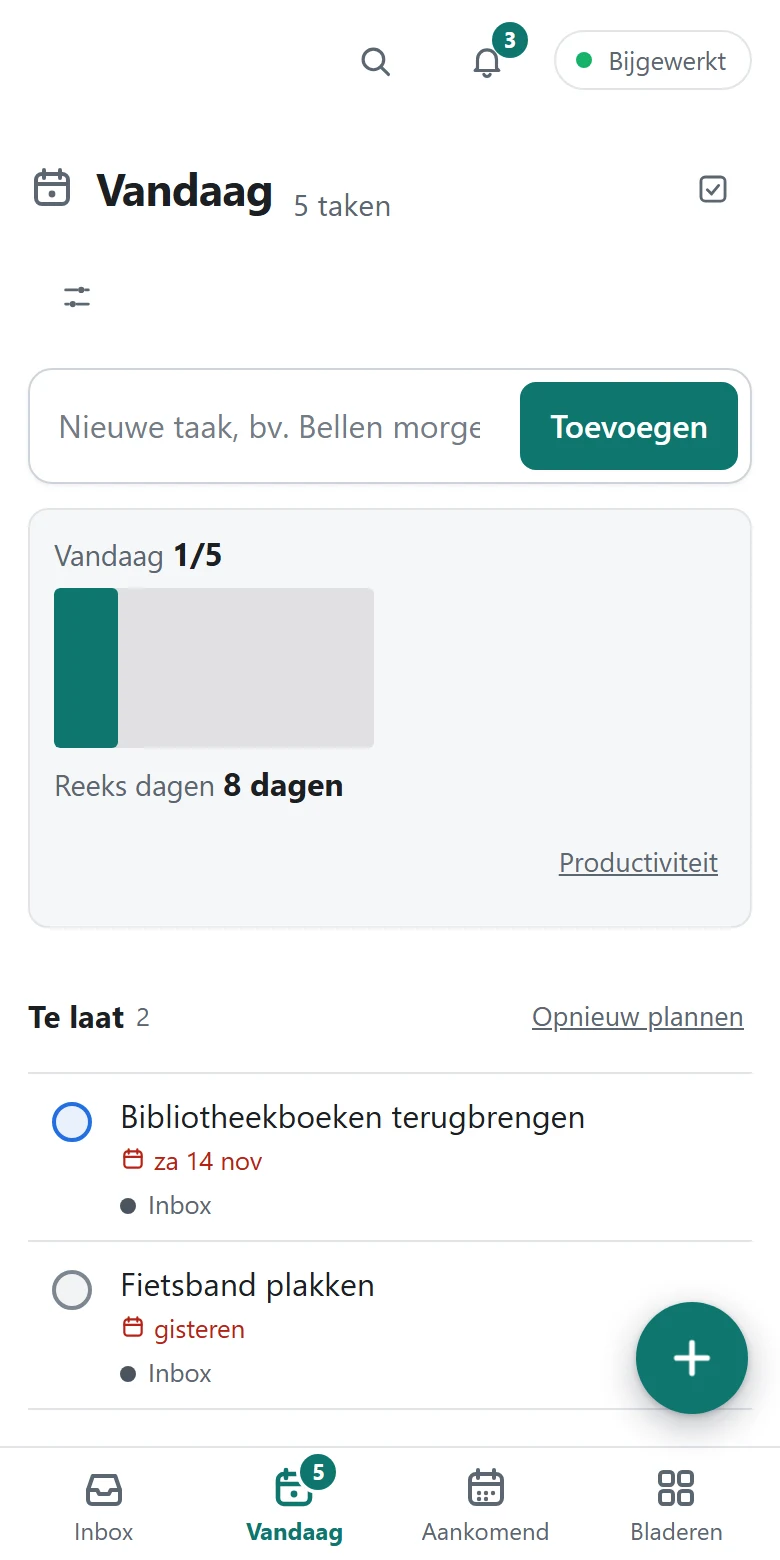 3
Bijgewerkt
Vandaag 5 taken
Nieuwe taak, bv. Bellen morge
Toevoegen
Vandaag 1/5
Reeks dagen 8 dagen
Productiviteit
Te laat 2
Opnieuw plannen
Bibliotheekboeken terugbrengen
za 14 nov
Inbox
Fietsband plakken
gisteren
Inbox
5
Inbox
Vandaag
Aankomend
Bladeren